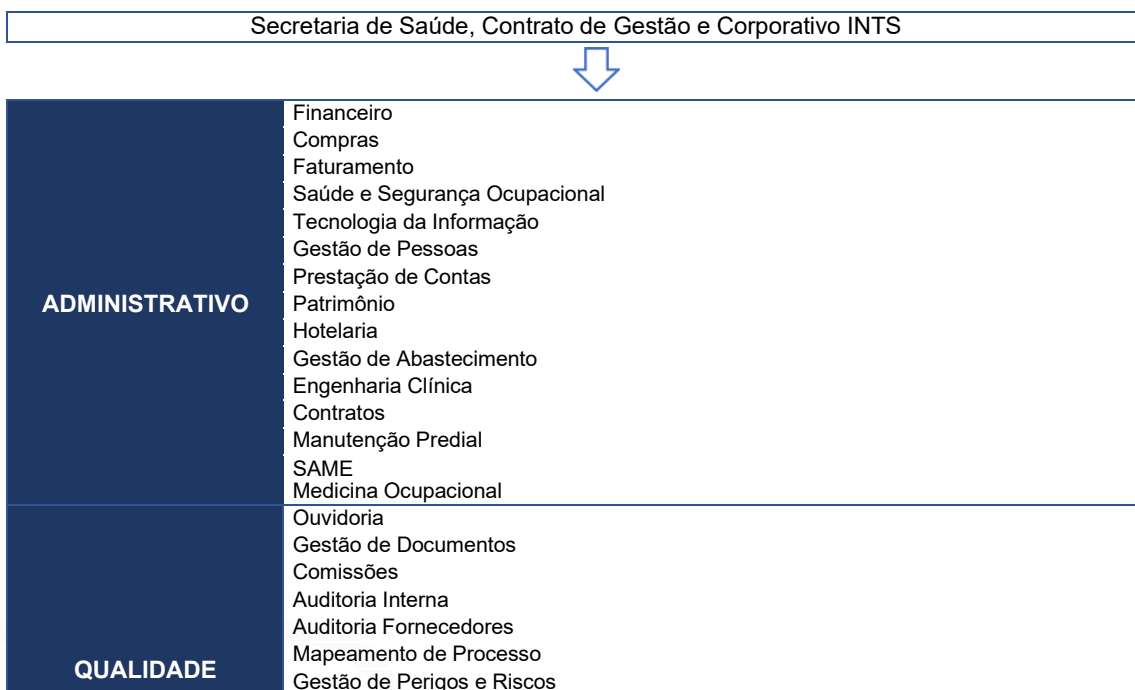 Secretaria de Saúde, Contrato de Gestão e Corporativo INTS
ADMINISTRATIVO
Financeiro
Compras
Faturamento
Saúde e Segurança Ocupacional
Tecnologia da Informação
Gestão de Pessoas
Prestação de Contas
Patrimônio
Hotelaria
Gestão de Abastecimento
Engenharia Clínica
Contratos
Manutenção Predial
SAME
Medicina Ocupacional
QUALIDADE
Ouvidoria
Gestão de Documentos
Comissões
Auditoria Interna
Auditoria Fornecedores
Mapeamento de Processo
Gestão de Perigos e Riscos